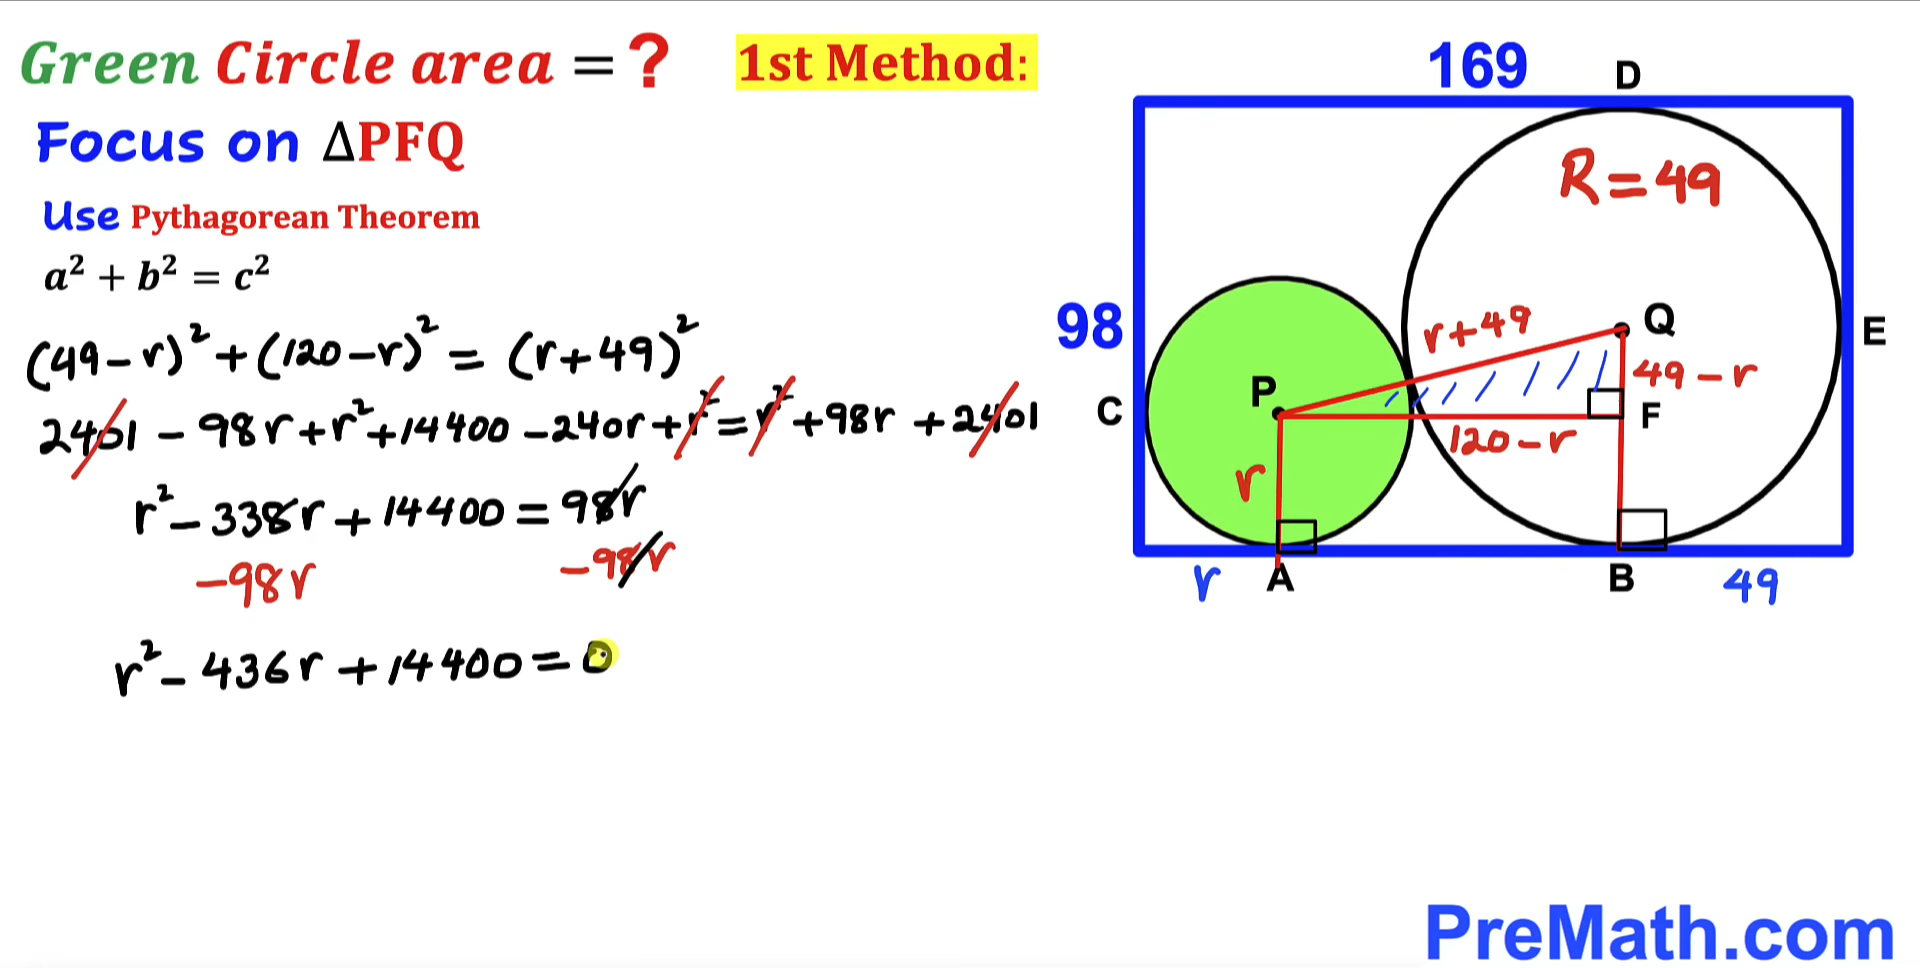 Green Circle area = ?
1st Method:
Focus on ΔPFQ
Use Pythagorean Theorem
a² + b² = c²
(49-r)² + (120-r)² = (r+49)²
2401 - 98r + r² + 14400 - 240r + r² = r² + 98r + 2401
r² - 338r + 14400 = 98r
-98r -98r
r² - 436r + 14400 = 0
169 D
R=49
98
r+49 Q E
P 49-r
C F
120-r
r
r A B 49
PreMath.com